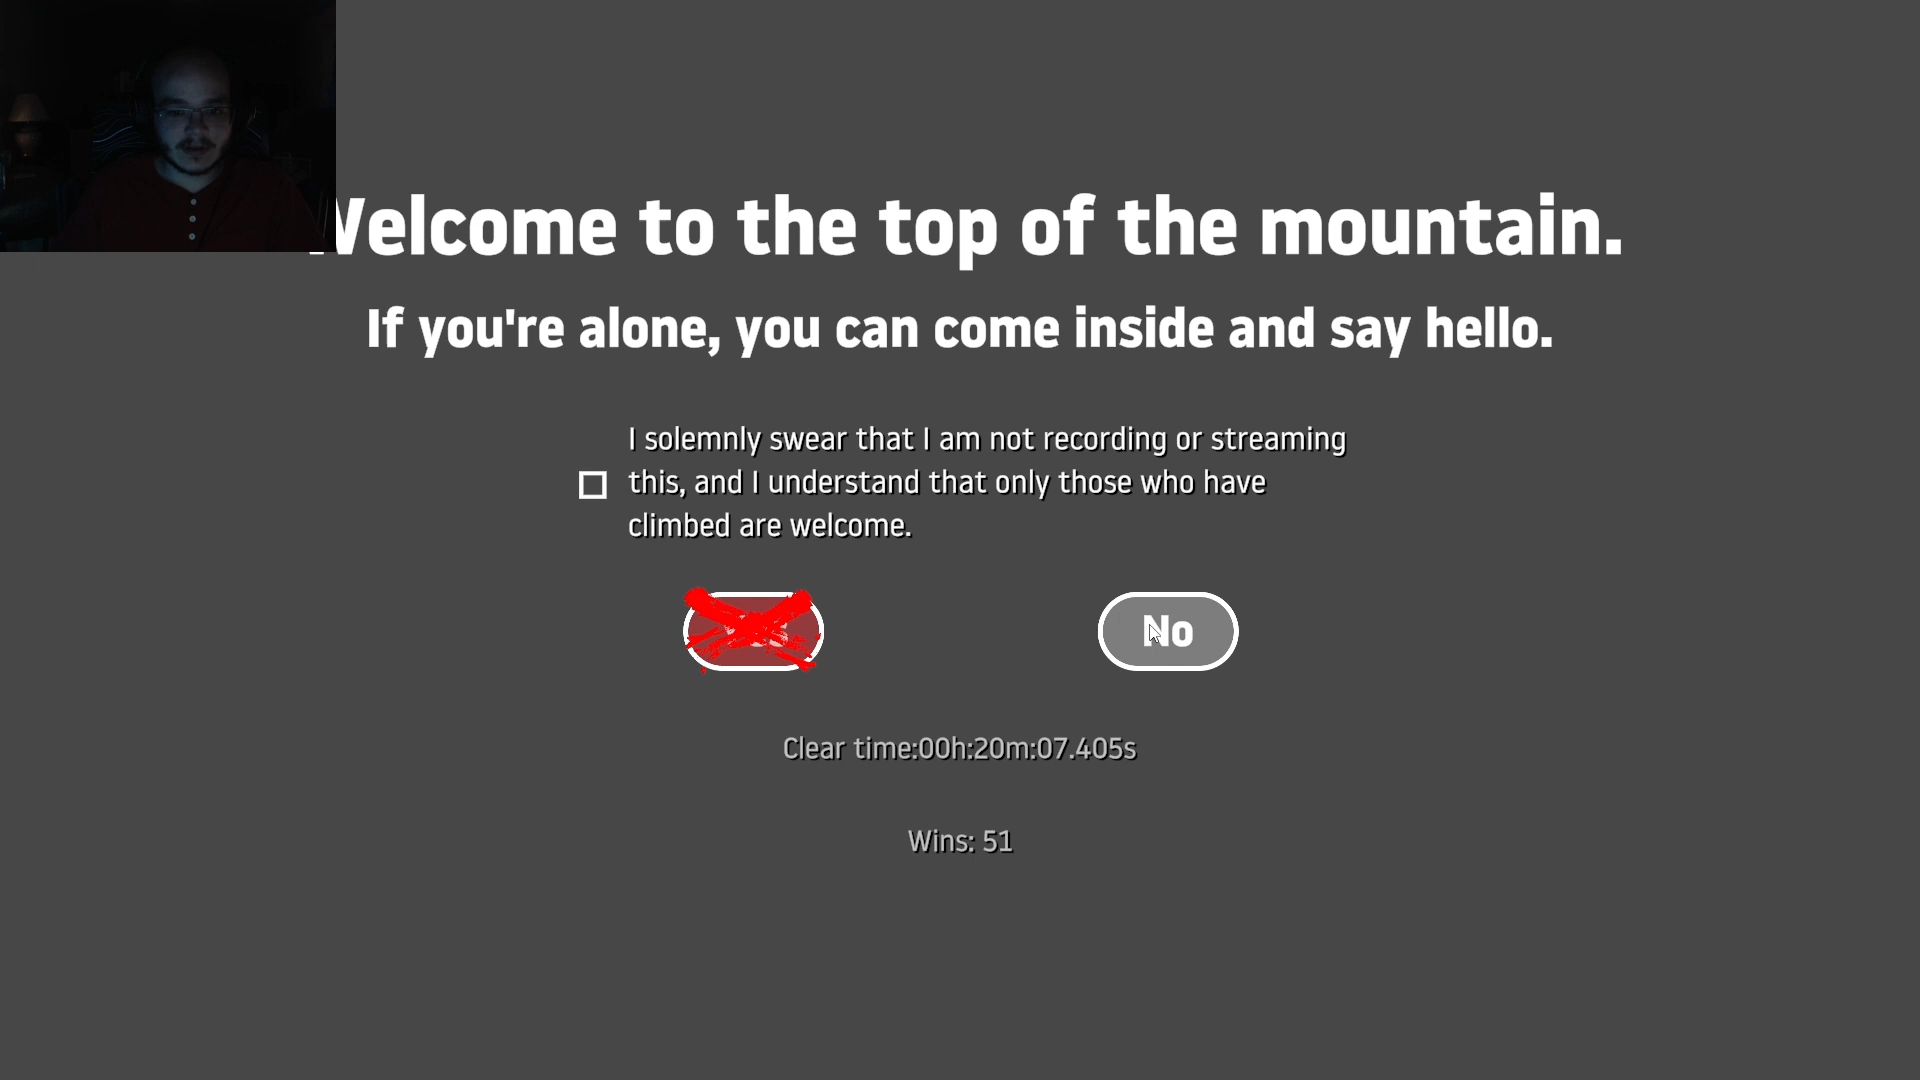 Welcome to the top of the mountain.
If you're alone, you can come inside and say hello.
I solemnly swear that I am not recording or streaming
this, and I understand that only those who have
climbed are welcome.
No
Clear time:00h:20m:07.405s
Wins: 51